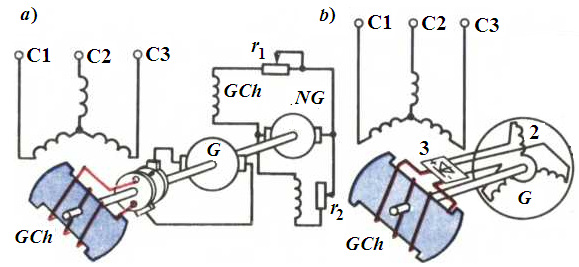 a)
C1 C2 C3
r1
GCh
NG
G
r2
GCh
b)
C1 C2 C3
3
2
G
GCh